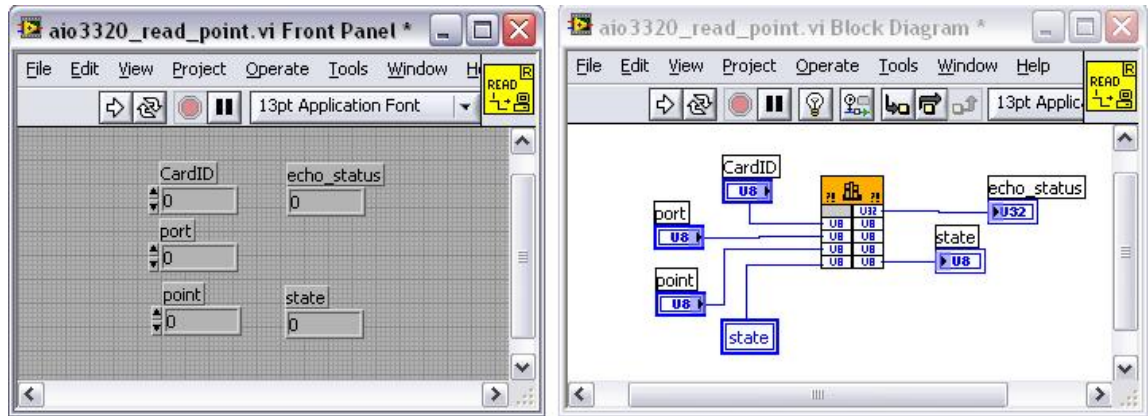 aio3320_read_point.vi Front Panel *
File Edit View Project Operate Tools Window H
READ R
13pt Application Font
CardID
0
echo_status
0
port
0
point
0
state
0
aio3320_read_point.vi Block Diagram *
File Edit View Project Operate Tools Window Help
READ R
13pt Applic
CardID
U8
?! ?!
U32
U8 U8
U8 U8
U8 U8
echo_status
U32
port
U8
state
U8
point
U8
state